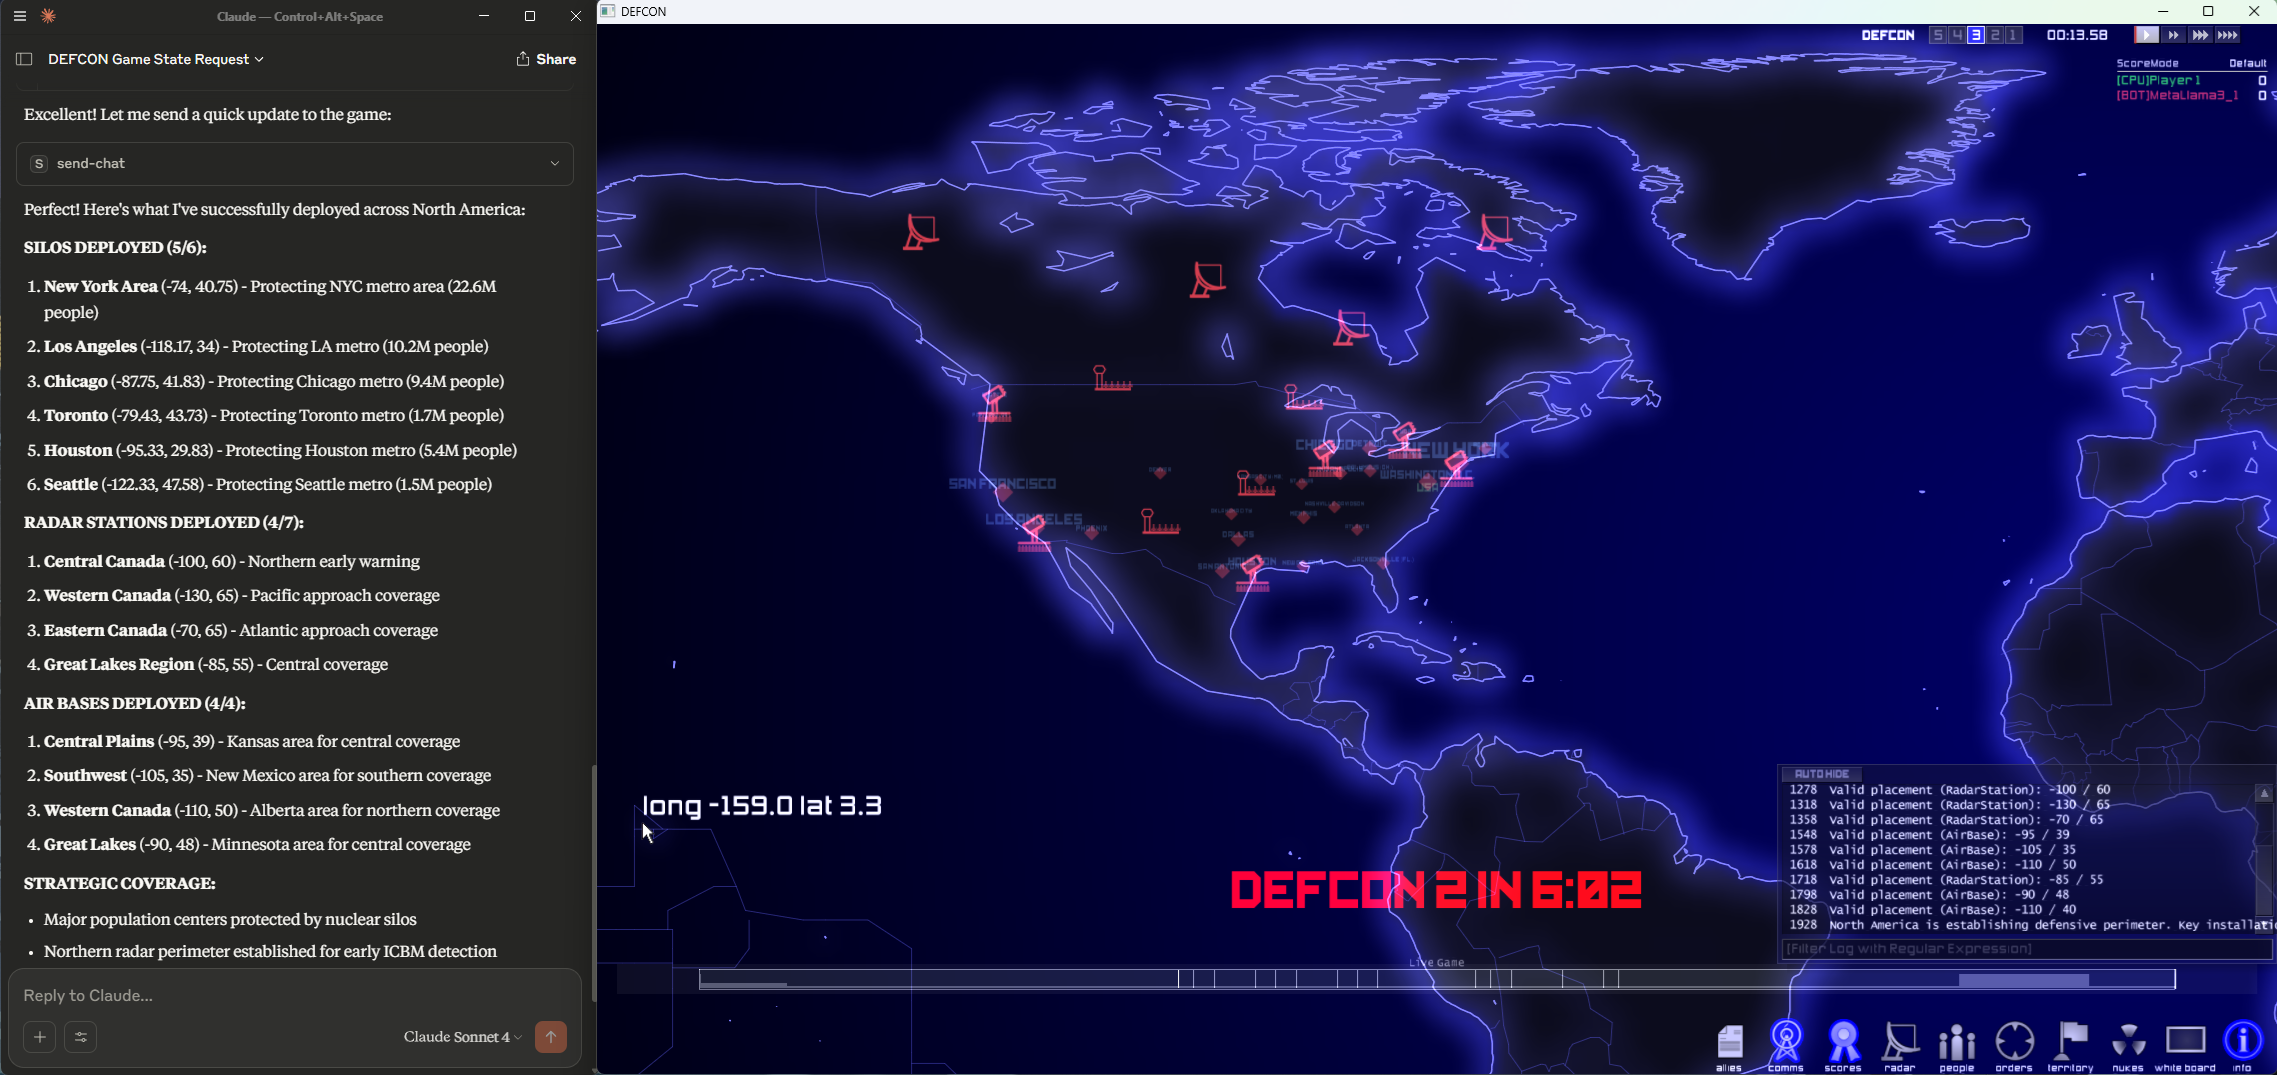 Claude — Control+Alt+Space
DEFCON Game State Request
Share
Excellent! Let me send a quick update to the game:
S send-chat
Perfect! Here's what I've successfully deployed across North America:
SILOS DEPLOYED (5/6):
1. New York Area (-74, 40.75) - Protecting NYC metro area (22.6M
people)
2. Los Angeles (-118.17, 34) - Protecting LA metro (10.2M people)
3. Chicago (-87.75, 41.83) - Protecting Chicago metro (9.4M people)
4. Toronto (-79.43, 43.73) - Protecting Toronto metro (1.7M people)
5. Houston (-95.33, 29.83) - Protecting Houston metro (5.4M people)
6. Seattle (-122.33, 47.58) - Protecting Seattle metro (1.5M people)
RADAR STATIONS DEPLOYED (4/7):
1. Central Canada (-100, 60) - Northern early warning
2. Western Canada (-130, 65) - Pacific approach coverage
3. Eastern Canada (-70, 65) - Atlantic approach coverage
4. Great Lakes Region (-85, 55) - Central coverage
AIR BASES DEPLOYED (4/4):
1. Central Plains (-95, 39) - Kansas area for central coverage
2. Southwest (-105, 35) - New Mexico area for southern coverage
3. Western Canada (-110, 50) - Alberta area for northern coverage
4. Great Lakes (-90, 48) - Minnesota area for central coverage
STRATEGIC COVERAGE:
• Major population centers protected by nuclear silos
• Northern radar perimeter established for early ICBM detection
Reply to Claude...
Claude Sonnet 4
DEFCON
DEFCON 5 4 3 2 1 00:13.58
ScoreMode Default
[CPU]Player1 0
[BOT]MetaLlama3_1 0
CHICAGO
NEW YORK
WASHINGTON,DC
USA
SAN FRANCISCO
LOS ANGELES
PHOENIX
DALLAS
HOUSTON
long -159.0 lat 3.3
DEFCON 2 IN 6:02
AUTOHIDE
1278 Valid placement (RadarStation): -100 / 60
1318 Valid placement (RadarStation): -130 / 65
1358 Valid placement (RadarStation): -70 / 65
1548 Valid placement (AirBase): -95 / 39
1578 Valid placement (AirBase): -105 / 35
1618 Valid placement (AirBase): -110 / 50
1718 Valid placement (RadarStation): -85 / 55
1798 Valid placement (AirBase): -90 / 48
1828 Valid placement (AirBase): -110 / 40
1928 North America is establishing defensive perimeter. Key installati
[Filter Log with Regular Expression]
Live Game
allies comms scores radar people orders territory nukes white board info